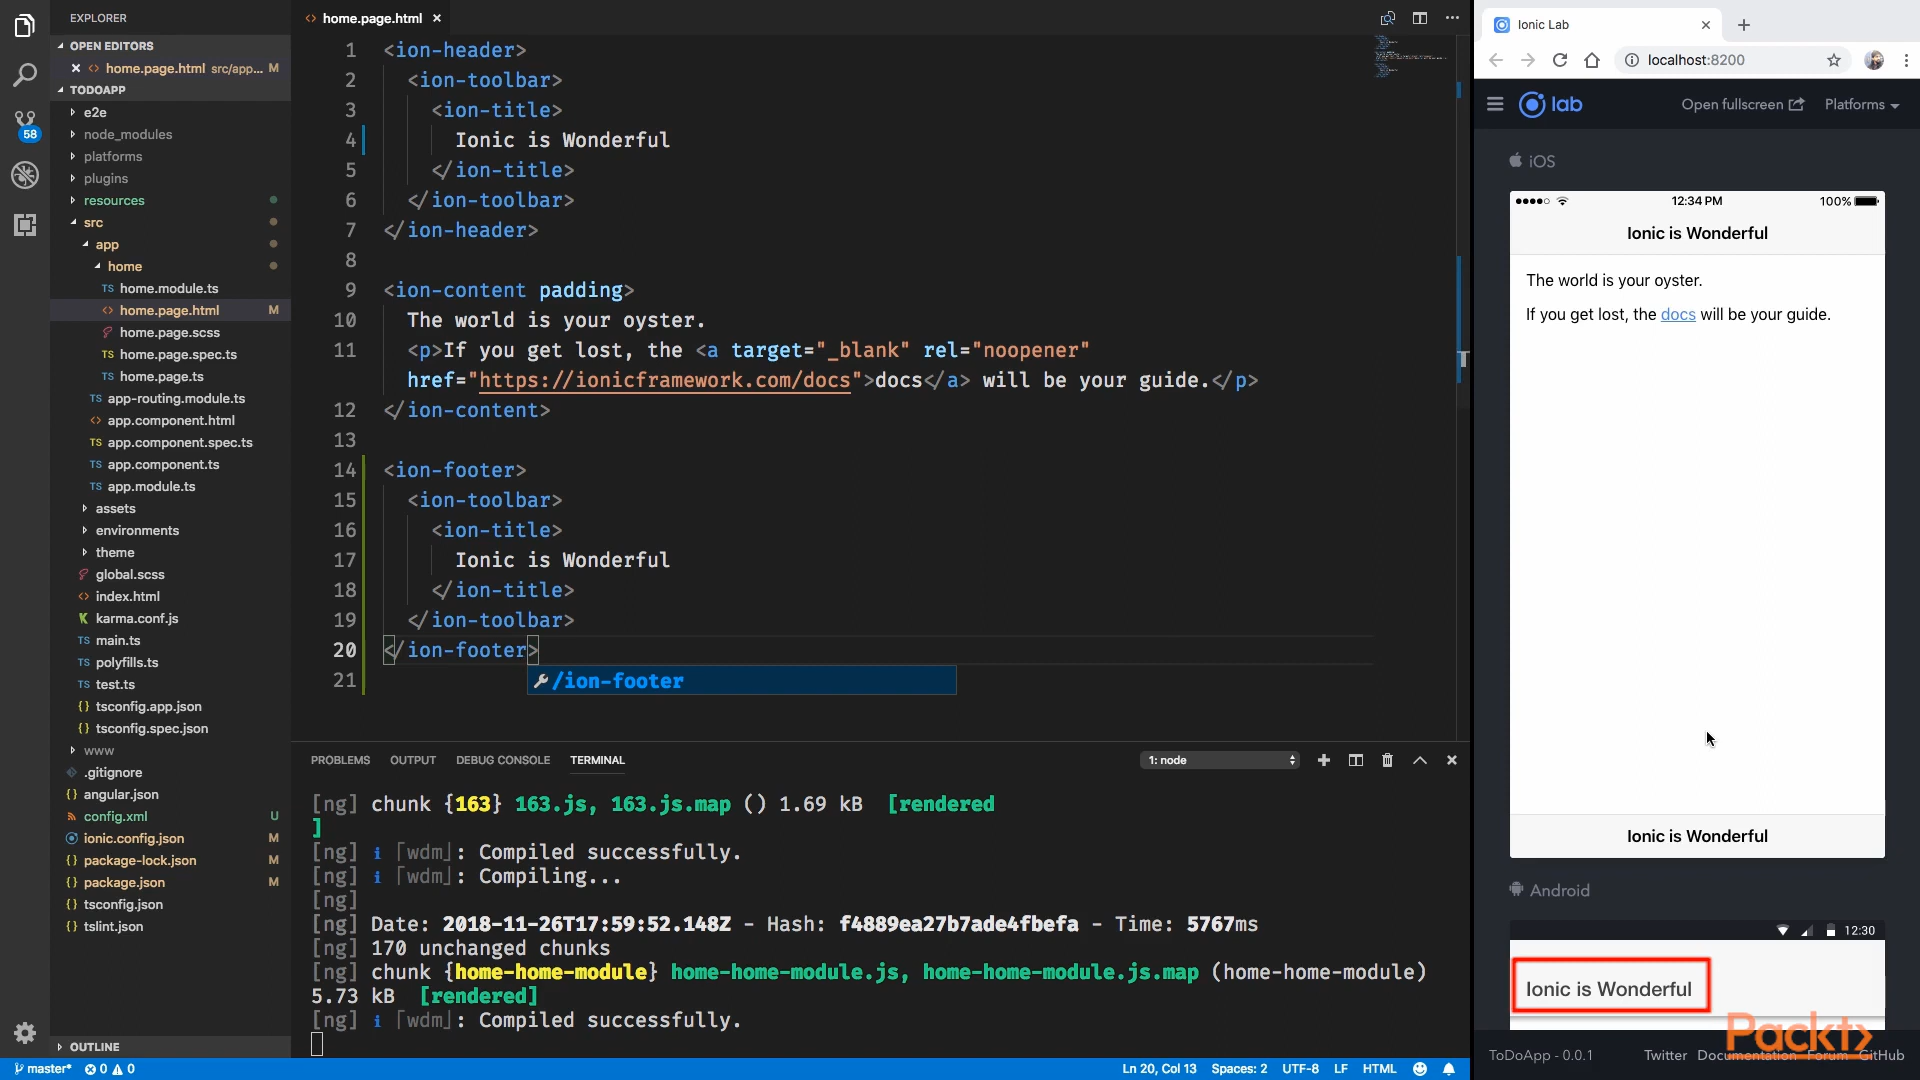 EXPLORER
OPEN EDITORS
home.page.html src/app... M
58
TODOAPP
e2e
node_modules
platforms
plugins
resources
src
app
home
TS home.module.ts
<> home.page.html M
home.page.scss
TS home.page.spec.ts
TS home.page.ts
TS app-routing.module.ts
<> app.component.html
TS app.component.spec.ts
TS app.component.ts
TS app.module.ts
assets
environments
theme
global.scss
<> index.html
K karma.conf.js
TS main.ts
TS polyfills.ts
TS test.ts
{} tsconfig.app.json
{} tsconfig.spec.json
www
.gitignore
{} angular.json
config.xml U
ionic.config.json M
{} package-lock.json M
{} package.json M
{} tsconfig.json
{} tslint.json
OUTLINE
<> home.page.html ×
1 <ion-header>
2 <ion-toolbar>
3 <ion-title>
4 Ionic is Wonderful
5 </ion-title>
6 </ion-toolbar>
7 </ion-header>
8
9 <ion-content padding>
10 The world is your oyster.
11 <p>If you get lost, the <a target="_blank" rel="noopener"
href="https://ionicframework.com/docs">docs</a> will be your guide.</p>
12 </ion-content>
13
14 <ion-footer>
15 <ion-toolbar>
16 <ion-title>
17 Ionic is Wonderful
18 </ion-title>
19 </ion-toolbar>
20 </ion-footer>
21
/ion-footer
PROBLEMS OUTPUT DEBUG CONSOLE TERMINAL 1: node
[ng] chunk {163} 163.js, 163.js.map () 1.69 kB [rendered
]
[ng] ℹ ｢wdm｣: Compiled successfully.
[ng] ℹ ｢wdm｣: Compiling...
[ng]
[ng] Date: 2018-11-26T17:59:52.148Z - Hash: f4889ea27b7ade4fbefa - Time: 5767ms
[ng] 170 unchanged chunks
[ng] chunk {home-home-module} home-home-module.js, home-home-module.js.map (home-home-module)
5.73 kB [rendered]
[ng] ℹ ｢wdm｣: Compiled successfully.
master* 0 0 Ln 20, Col 13 Spaces: 2 UTF-8 LF HTML
Ionic Lab
localhost:8200
lab Open fullscreen Platforms
iOS
12:34 PM 100%
Ionic is Wonderful
The world is your oyster.
If you get lost, the docs will be your guide.
Ionic is Wonderful
Android
12:30
Ionic is Wonderful
Packt>
ToDoApp - 0.0.1 Twitter Documentation Forum GitHub